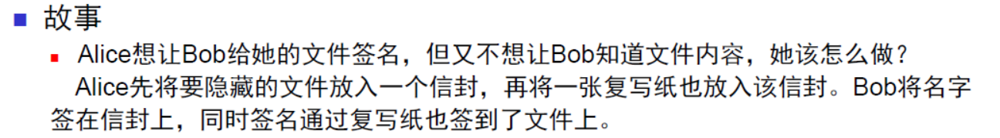 故事
Alice想让Bob给她的文件签名，但又不想让Bob知道文件内容，她该怎么做？
Alice先将要隐藏的文件放入一个信封，再将一张复写纸也放入该信封。Bob将名字
签在信封上，同时签名通过复写纸也签到了文件上。